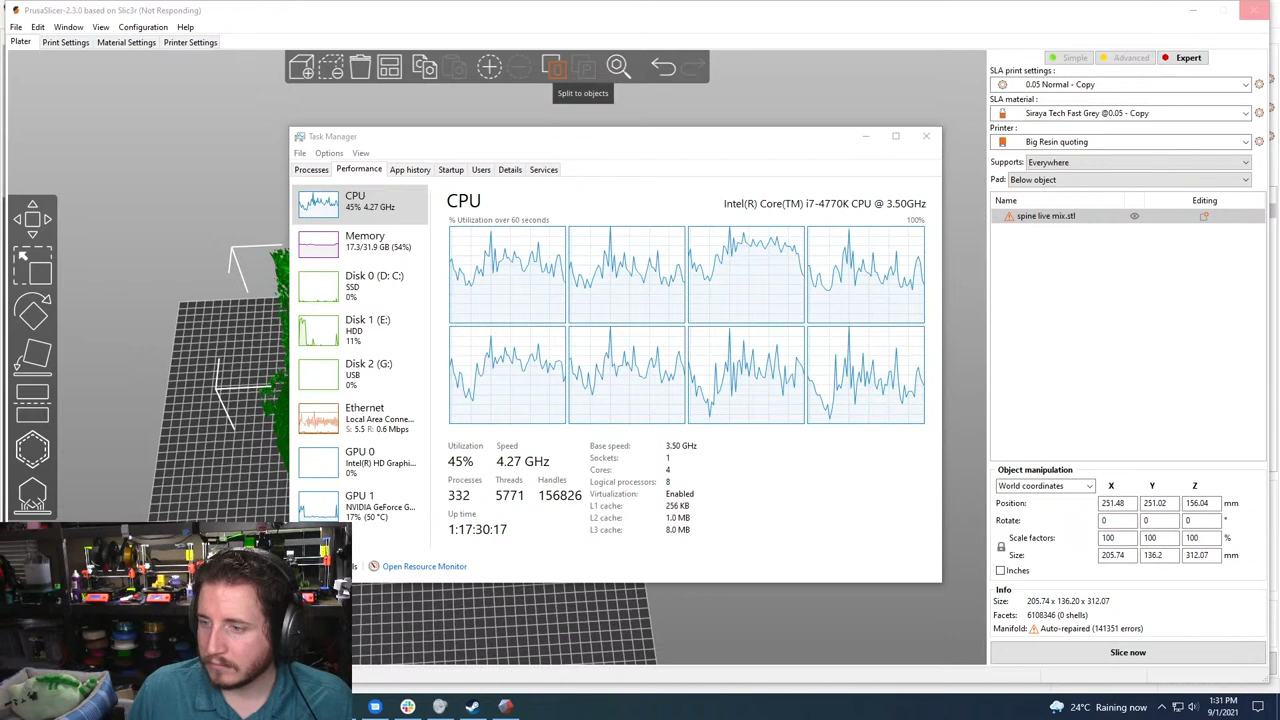 PrusaSlicer-2.3.0 based on Slic3r (Not Responding)
File Edit Window View Configuration Help
Plater Print Settings Material Settings Printer Settings
Split to objects
Simple Advanced Expert
SLA print settings :
0.05 Normal - Copy
SLA material :
Siraya Tech Fast Grey @0.05 - Copy
Printer :
Big Resin quoting
Supports: Everywhere
Pad: Below object
Name Editing
spine live mix.stl
Task Manager
File Options View
Processes Performance App history Startup Users Details Services
CPU
45% 4.27 GHz
Memory
17.3/31.9 GB (54%)
Disk 0 (D: C:)
SSD
0%
Disk 1 (E:)
HDD
11%
Disk 2 (G:)
USB
0%
Ethernet
Local Area Conne...
S: 5.5 R: 0.6 Mbps
GPU 0
Intel(R) HD Graphi...
0%
GPU 1
NVIDIA GeForce G...
17% (50 °C)
CPU Intel(R) Core(TM) i7-4770K CPU @ 3.50GHz
% Utilization over 60 seconds 100%
Utilization Speed
45% 4.27 GHz
Processes Threads Handles
332 5771 156826
Up time
1:17:30:17
Base speed: 3.50 GHz
Sockets: 1
Cores: 4
Logical processors: 8
Virtualization: Enabled
L1 cache: 256 KB
L2 cache: 1.0 MB
L3 cache: 8.0 MB
Open Resource Monitor
Object manipulation
World coordinates X Y Z
Position: 251.48 251.02 156.04 mm
Rotate: 0 0 0 °
Scale factors: 100 100 100 %
Size: 205.74 136.2 312.07 mm
Inches
Info
Size: 205.74 x 136.20 x 312.07
Facets: 6108346 (0 shells)
Manifold: Auto-repaired (141351 errors)
Slice now
24°C Raining now
1:31 PM
9/1/2021